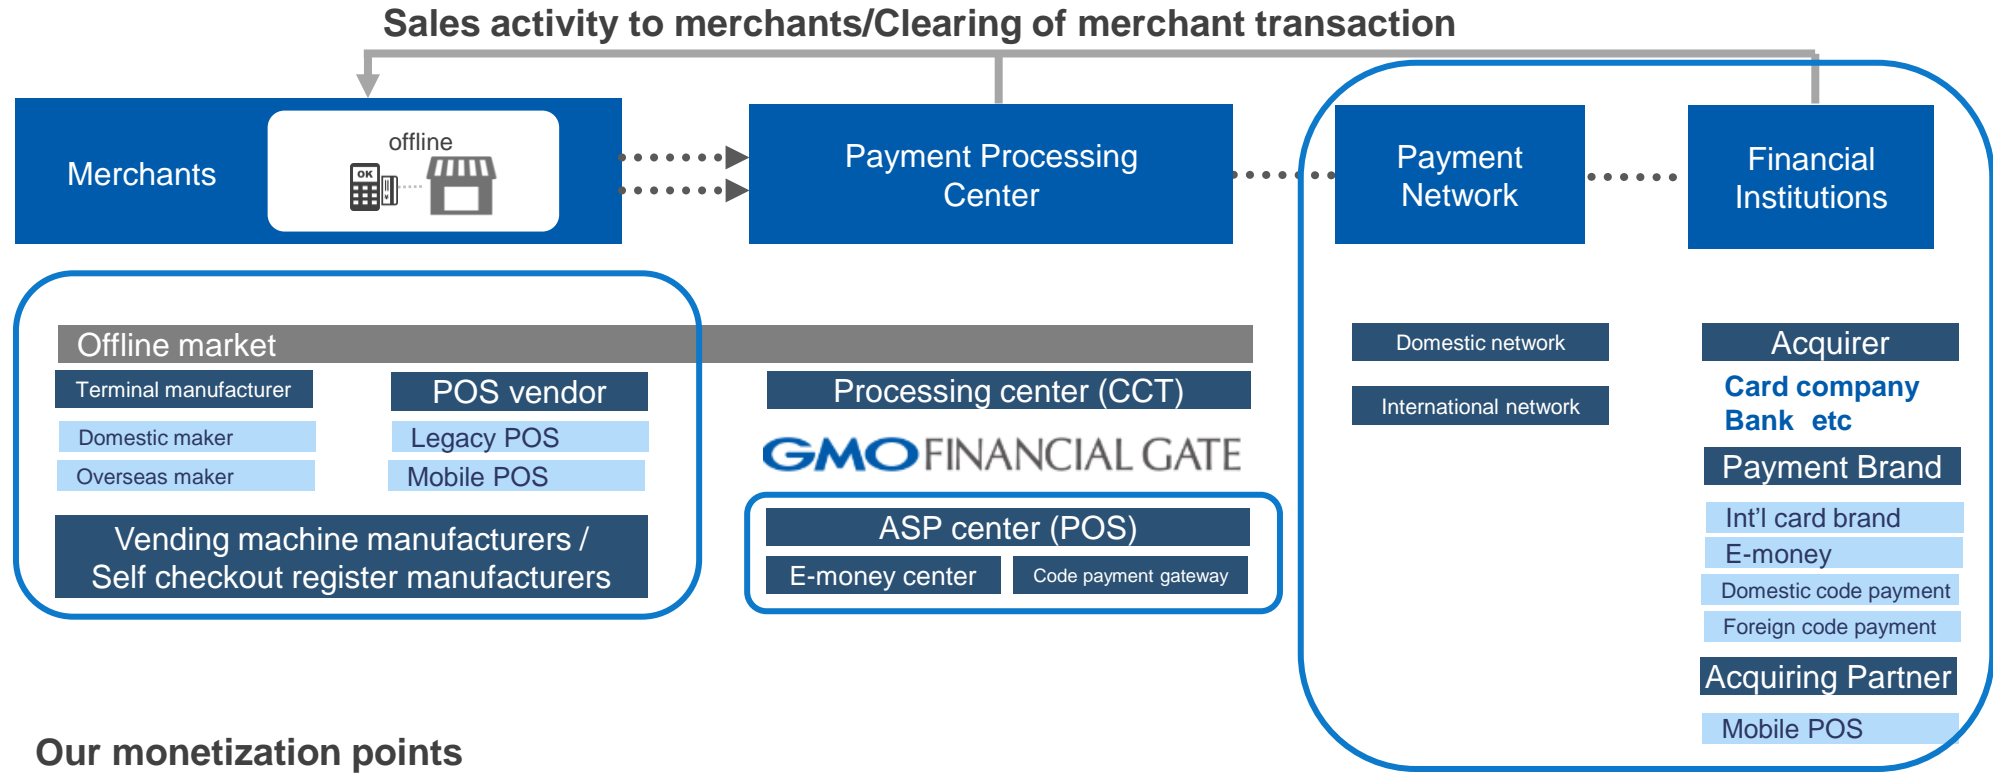 Sales activity to merchants/Clearing of merchant transaction
Merchants
offline
OK
Payment Processing
Center
Payment
Network
Financial
Institutions
Offline market
Terminal manufacturer
Domestic maker
Overseas maker
POS vendor
Legacy POS
Mobile POS
Vending machine manufacturers /
Self checkout register manufacturers
Processing center (CCT)
GMO FINANCIAL GATE
ASP center (POS)
E-money center
Code payment gateway
Domestic network
International network
Acquirer
Card company
Bank etc
Payment Brand
Int’l card brand
E-money
Domestic code payment
Foreign code payment
Acquiring Partner
Mobile POS
Our monetization points